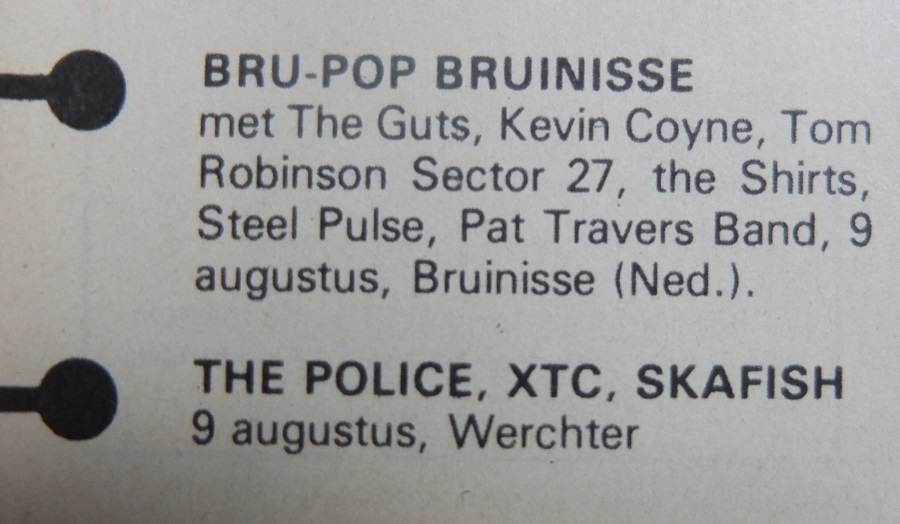 BRU-POP BRUINISSE
met The Guts, Kevin Coyne, Tom
Robinson Sector 27, the Shirts,
Steel Pulse, Pat Travers Band, 9
augustus, Bruinisse (Ned.).
THE POLICE, XTC, SKAFISH
9 augustus, Werchter